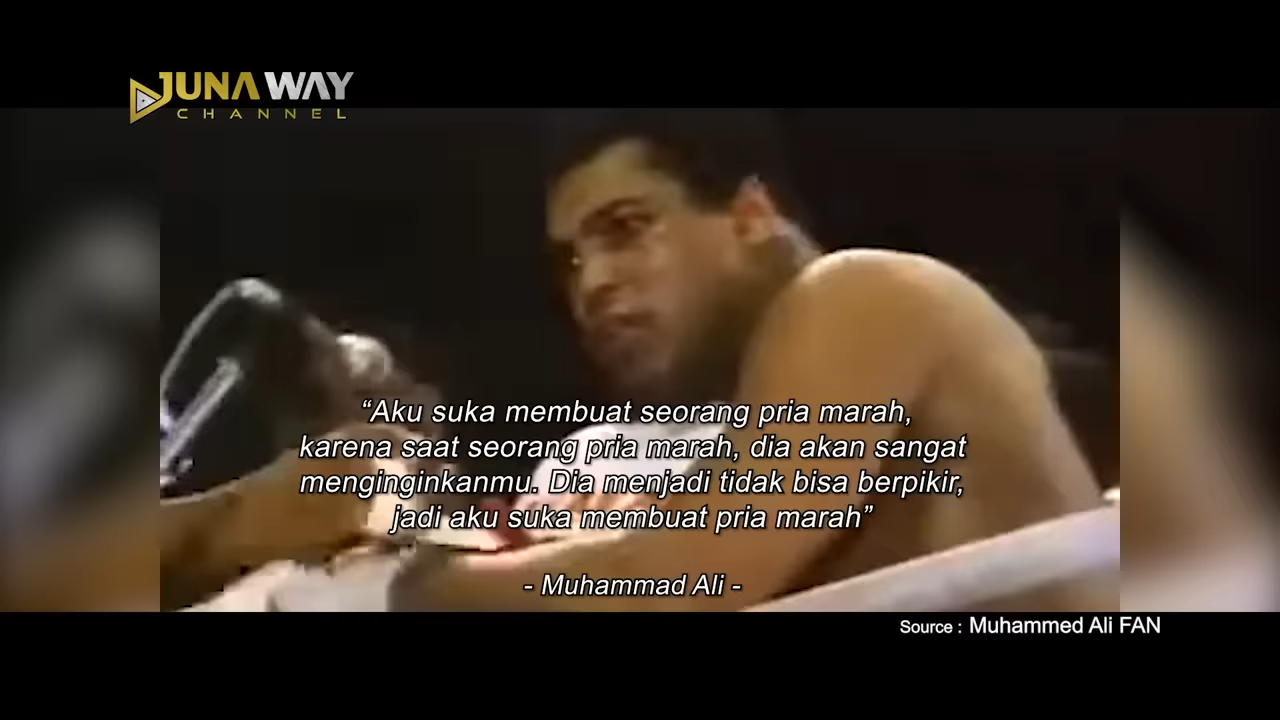 JUNA WAY
CHANNEL
“Aku suka membuat seorang pria marah,
karena saat seorang pria marah, dia akan sangat
menginginkanmu. Dia menjadi tidak bisa berpikir,
jadi aku suka membuat pria marah”
- Muhammad Ali -
Source : Muhammed Ali FAN